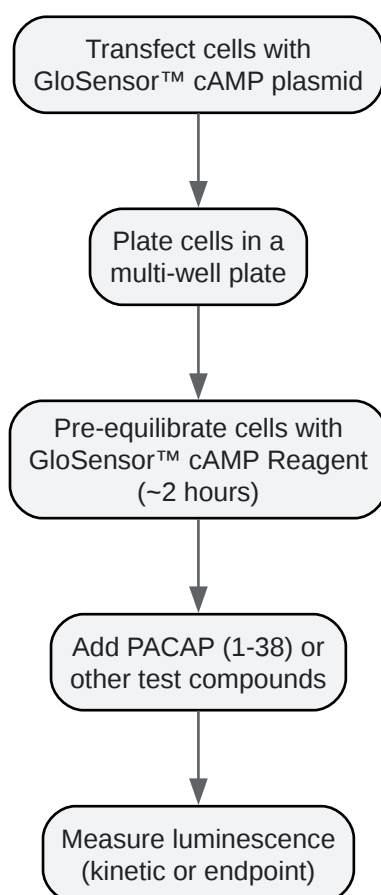 Transfect cells with
GloSensor™ cAMP plasmid
Plate cells in a
multi-well plate
Pre-equilibrate cells with
GloSensor™ cAMP Reagent
(~2 hours)
Add PACAP (1-38) or
other test compounds
Measure luminescence
(kinetic or endpoint)